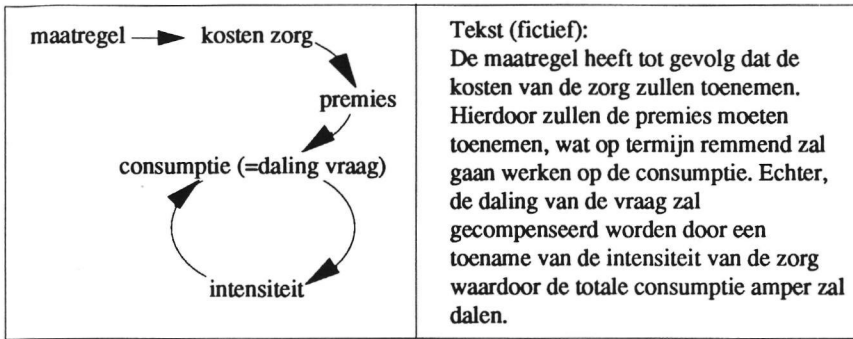 maatregel kosten zorg
premies
consumptie (=daling vraag)
intensiteit
Tekst (fictief):
De maatregel heeft tot gevolg dat de
kosten van de zorg zullen toenemen.
Hierdoor zullen de premies moeten
toenemen, wat op termijn remmend zal
gaan werken op de consumptie. Echter,
de daling van de vraag zal
gecompenseerd worden door een
toename van de intensiteit van de zorg
waardoor de totale consumptie amper zal
dalen.